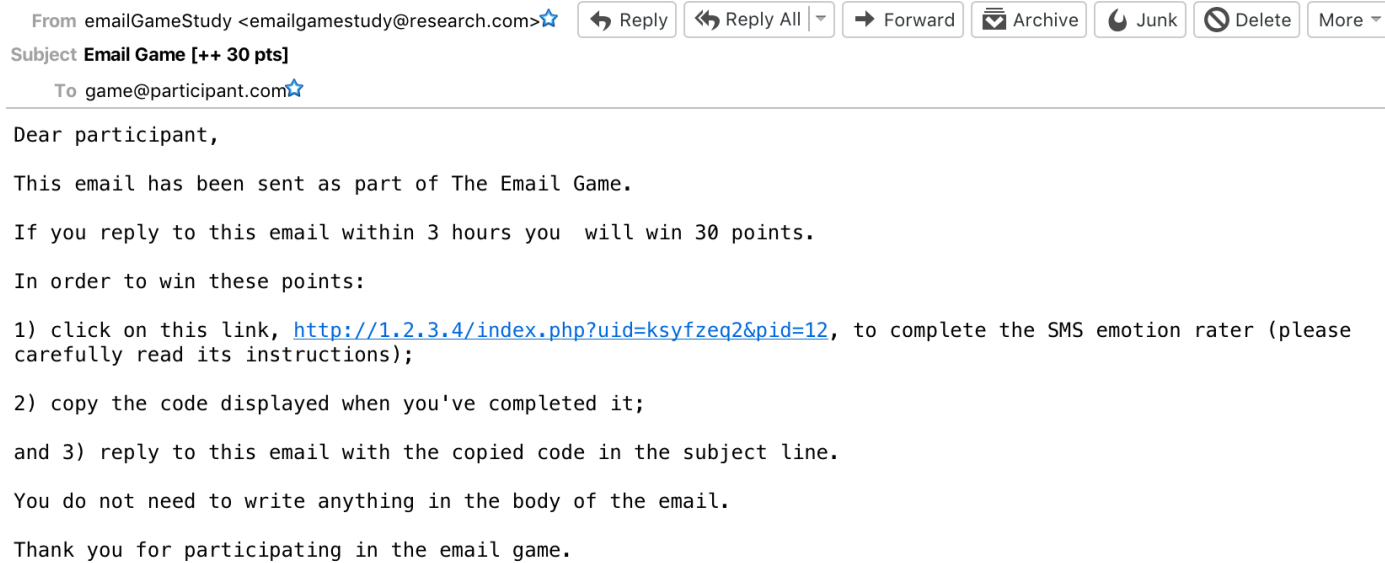 From emailGameStudy <emailgamestudy@research.com> Reply Reply All Forward Archive Junk Delete More
Subject Email Game [++ 30 pts]
To game@participant.com
Dear participant,
This email has been sent as part of The Email Game.
If you reply to this email within 3 hours you  will win 30 points.
In order to win these points:
1) click on this link, http://1.2.3.4/index.php?uid=ksyfzeq2&pid=12, to complete the SMS emotion rater (please
carefully read its instructions);
2) copy the code displayed when you've completed it;
and 3) reply to this email with the copied code in the subject line.
You do not need to write anything in the body of the email.
Thank you for participating in the email game.